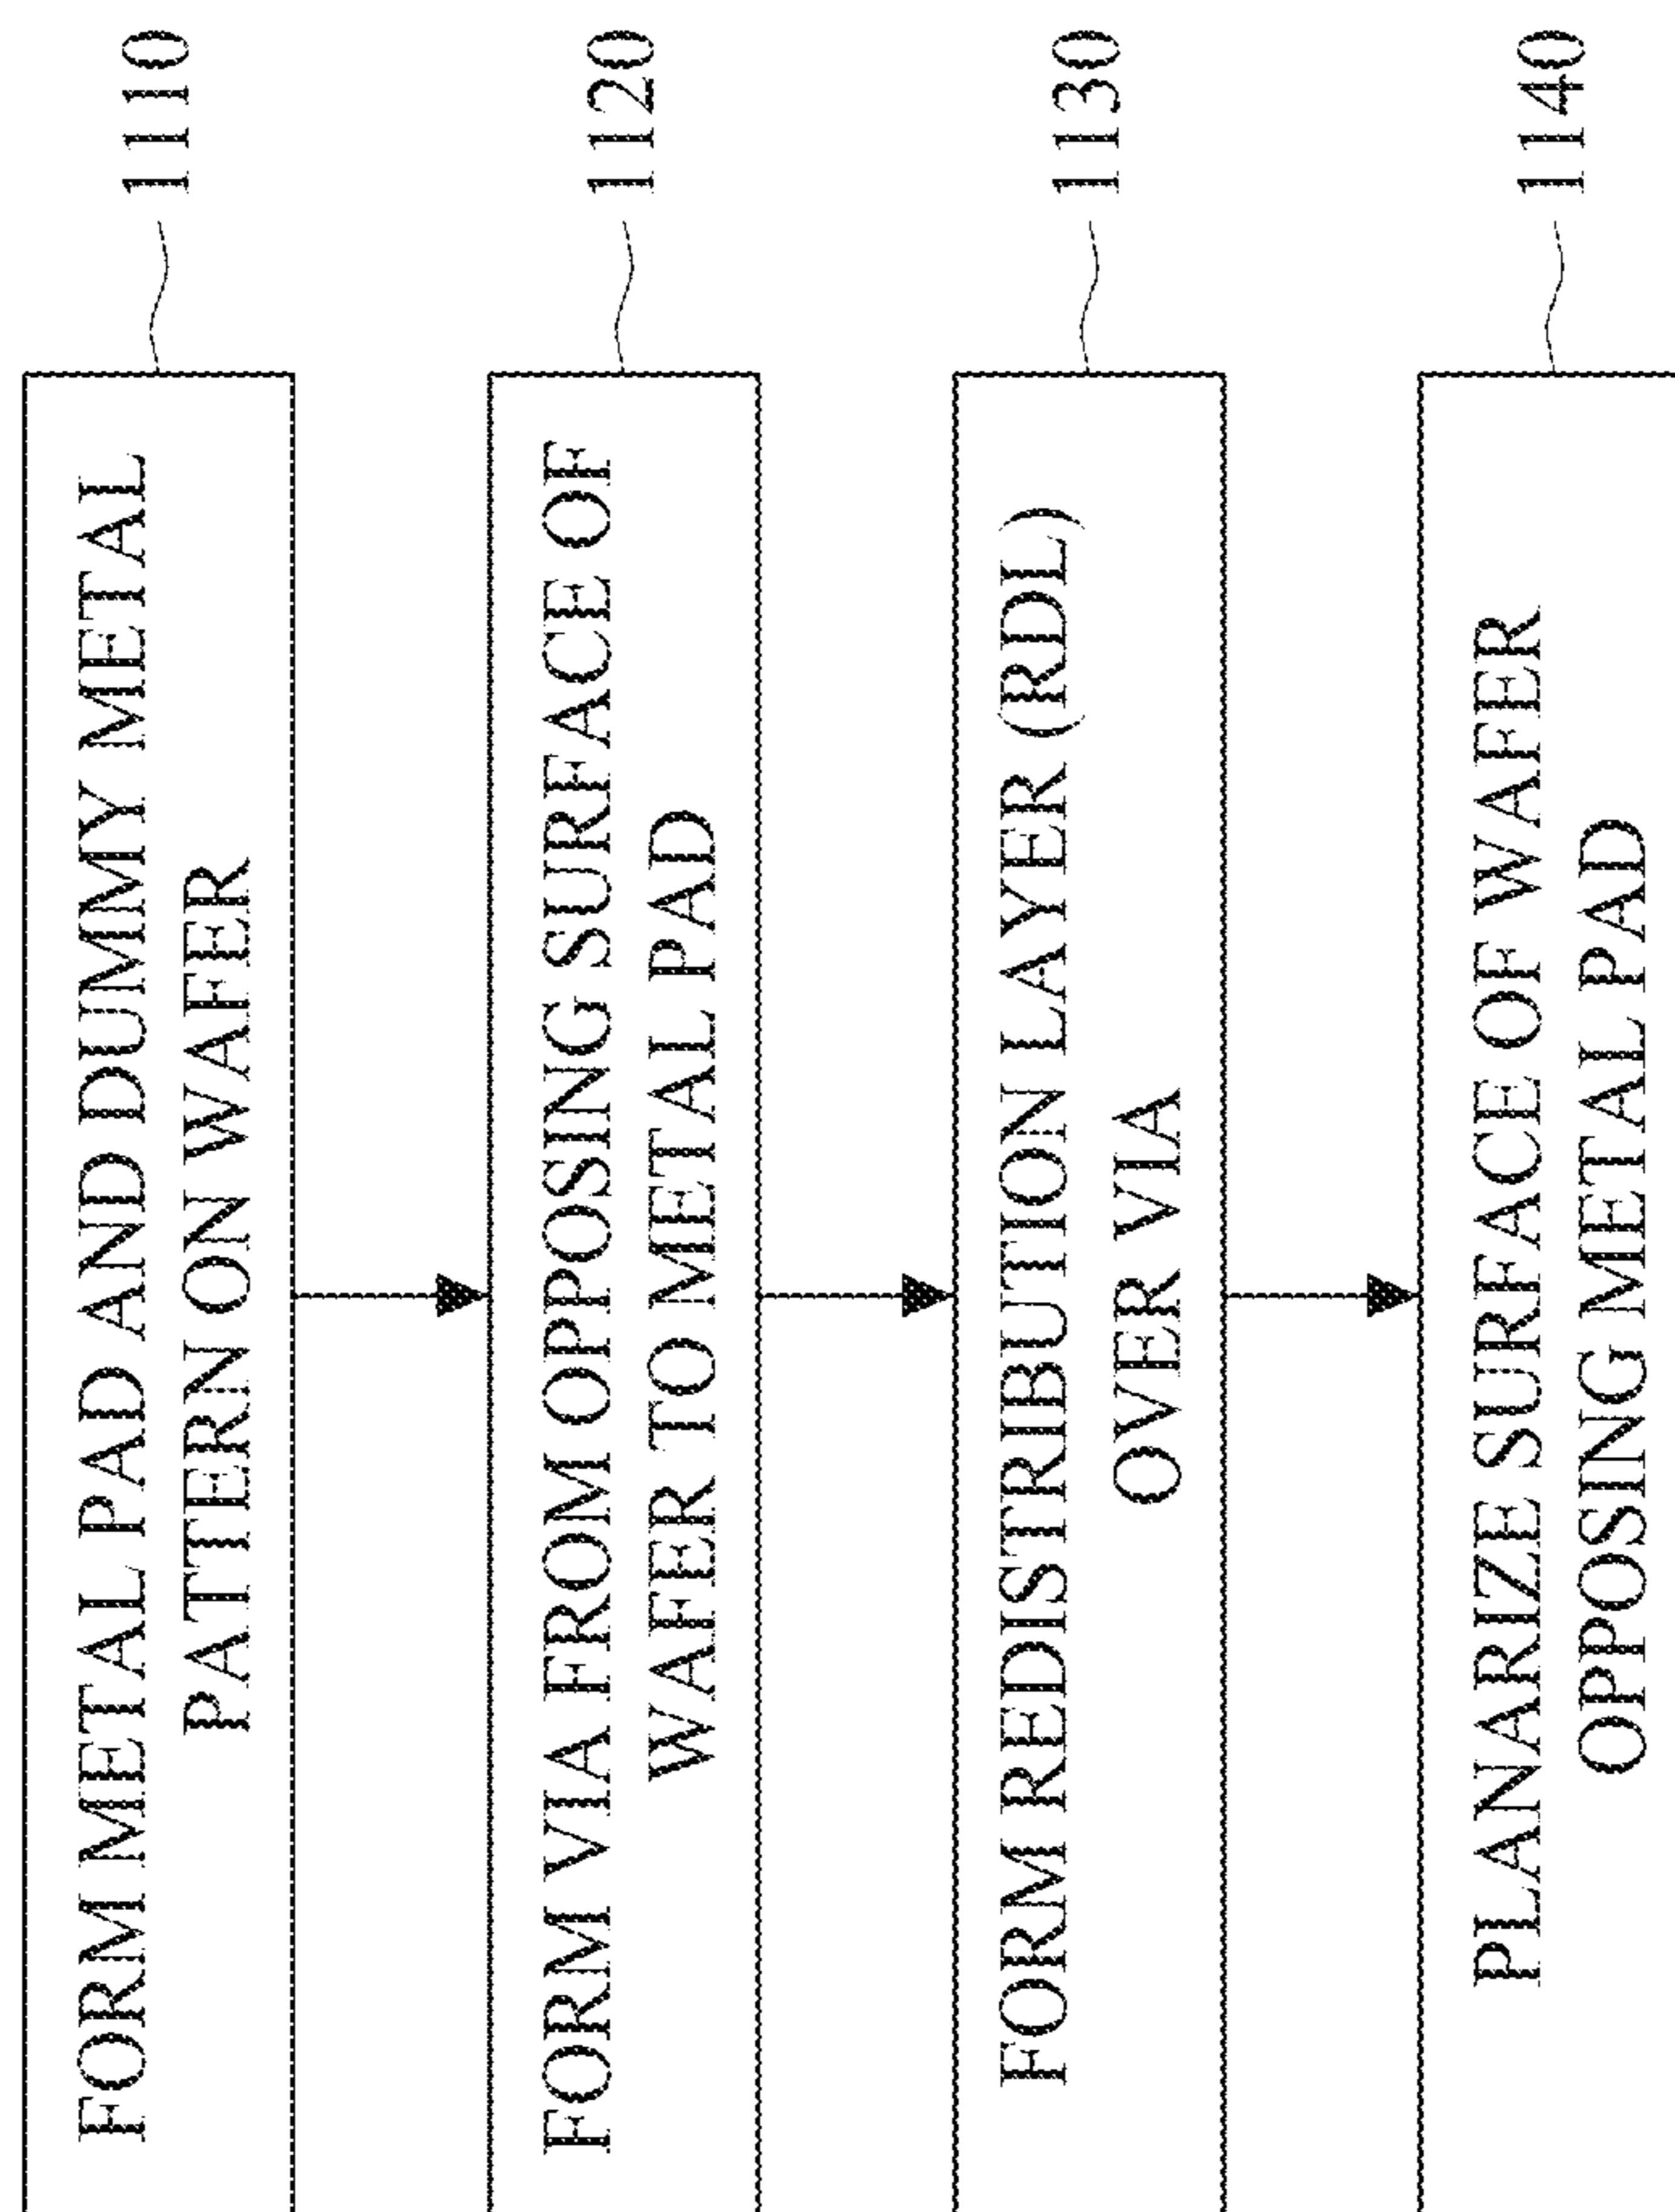 FORM METAL PAD AND DUMMY METAL
PATTERN ON WAFER
1110
FORM VIA FROM OPPOSING SURFACE OF
WAFER TO METAL PAD
1120
FORM REDISTRIBUTION LAYER (RDL)
OVER VIA
1130
PLANARIZE SURFACE OF WAFER
OPPOSING METAL PAD
1140